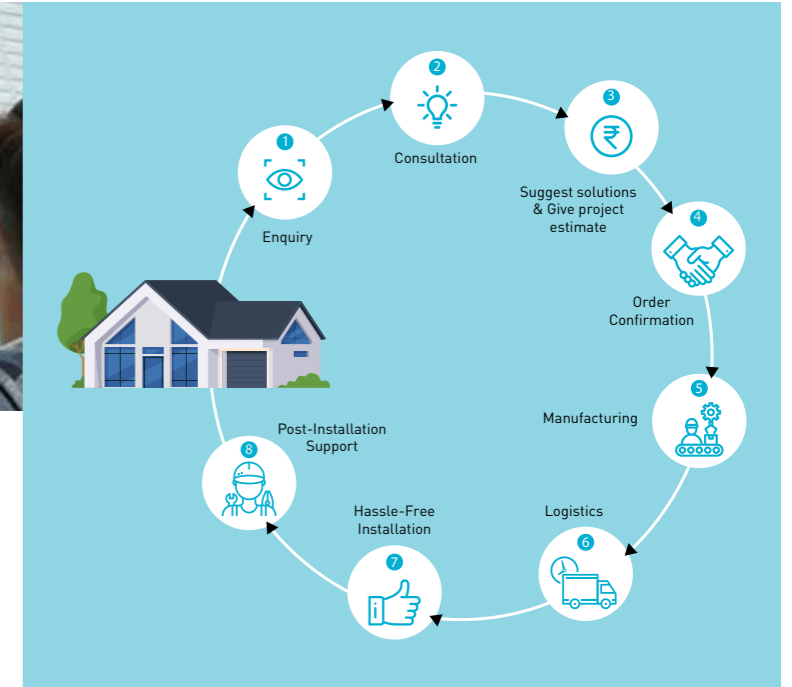 1
Enquiry
2
Consultation
3
₹
Suggest solutions
& Give project
estimate
4
Order
Confirmation
5
Manufacturing
6
Logistics
7
Hassle-Free
Installation
8
Post-Installation
Support